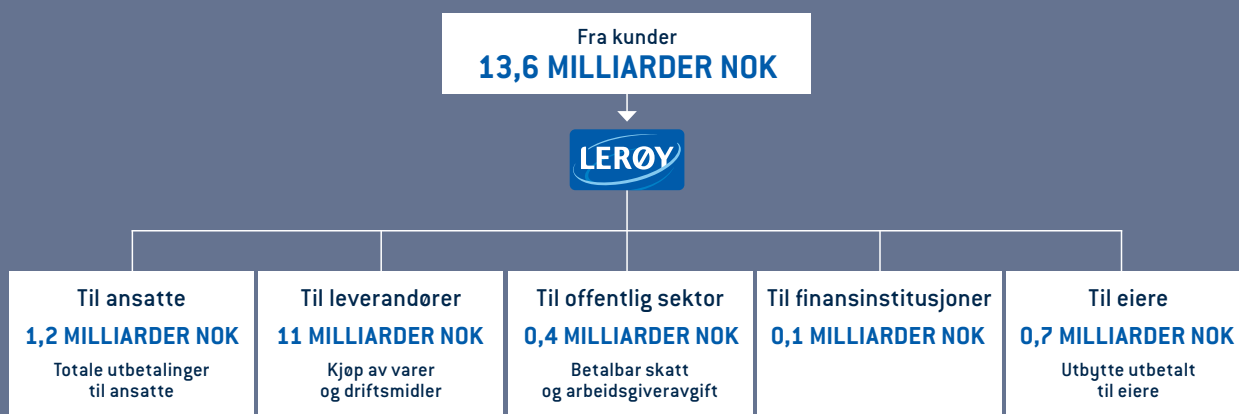 Fra kunder
13,6 MILLIARDER NOK
LERØY
Til ansatte
1,2 MILLIARDER NOK
Totale utbetalinger
til ansatte
Til leverandører
11 MILLIARDER NOK
Kjøp av varer
og driftsmidler
Til offentlig sektor
0,4 MILLIARDER NOK
Betalbar skatt
og arbeidsgiveravgift
Til finansinstitusjoner
0,1 MILLIARDER NOK
Til eiere
0,7 MILLIARDER NOK
Utbytte utbetalt
til eiere